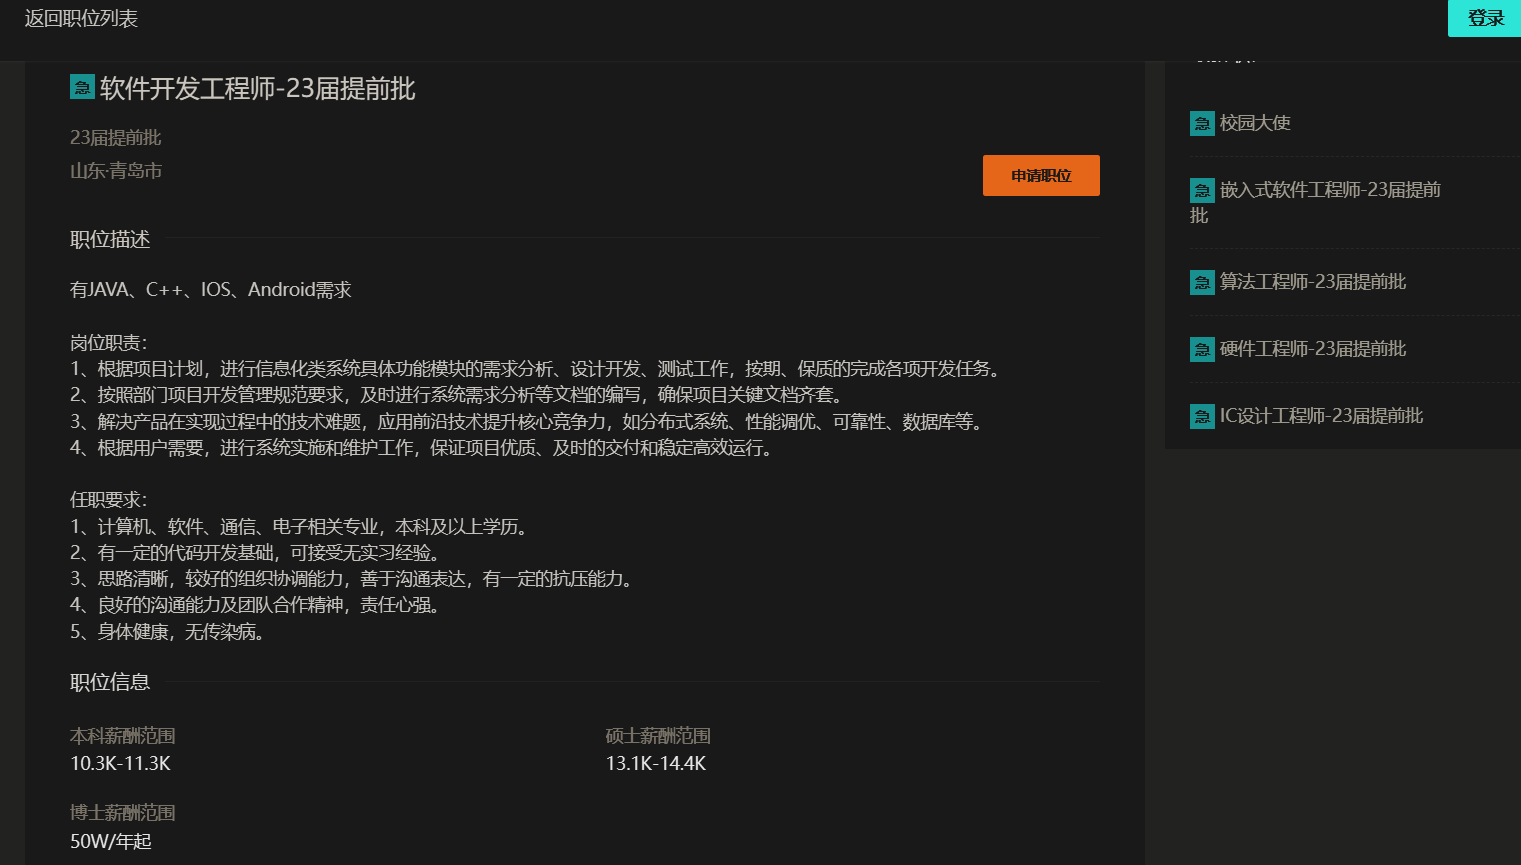 返回职位列表
登录
急 软件开发工程师-23届提前批
23届提前批
山东·青岛市
申请职位
职位描述
有JAVA、C++、IOS、Android需求
岗位职责：
1、根据项目计划，进行信息化类系统具体功能模块的需求分析、设计开发、测试工作，按期、保质的完成各项开发任务。
2、按照部门项目开发管理规范要求，及时进行系统需求分析等文档的编写，确保项目关键文档齐套。
3、解决产品在实现过程中的技术难题，应用前沿技术提升核心竞争力，如分布式系统、性能调优、可靠性、数据库等。
4、根据用户需要，进行系统实施和维护工作，保证项目优质、及时的交付和稳定高效运行。
任职要求：
1、计算机、软件、通信、电子相关专业，本科及以上学历。
2、有一定的代码开发基础，可接受无实习经验。
3、思路清晰，较好的组织协调能力，善于沟通表达，有一定的抗压能力。
4、良好的沟通能力及团队合作精神，责任心强。
5、身体健康，无传染病。
职位信息
本科薪酬范围
10.3K-11.3K
硕士薪酬范围
13.1K-14.4K
博士薪酬范围
50W/年起
急 校园大使
急 嵌入式软件工程师-23届提前
批
急 算法工程师-23届提前批
急 硬件工程师-23届提前批
急 IC设计工程师-23届提前批